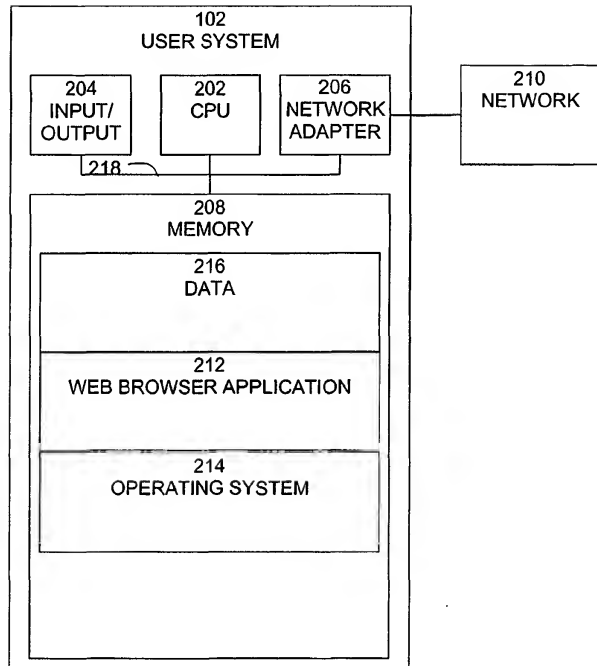 102
USER SYSTEM
204
INPUT/
OUTPUT
202
CPU
206
NETWORK
ADAPTER
210
NETWORK
218
208
MEMORY
216
DATA
212
WEB BROWSER APPLICATION
214
OPERATING SYSTEM